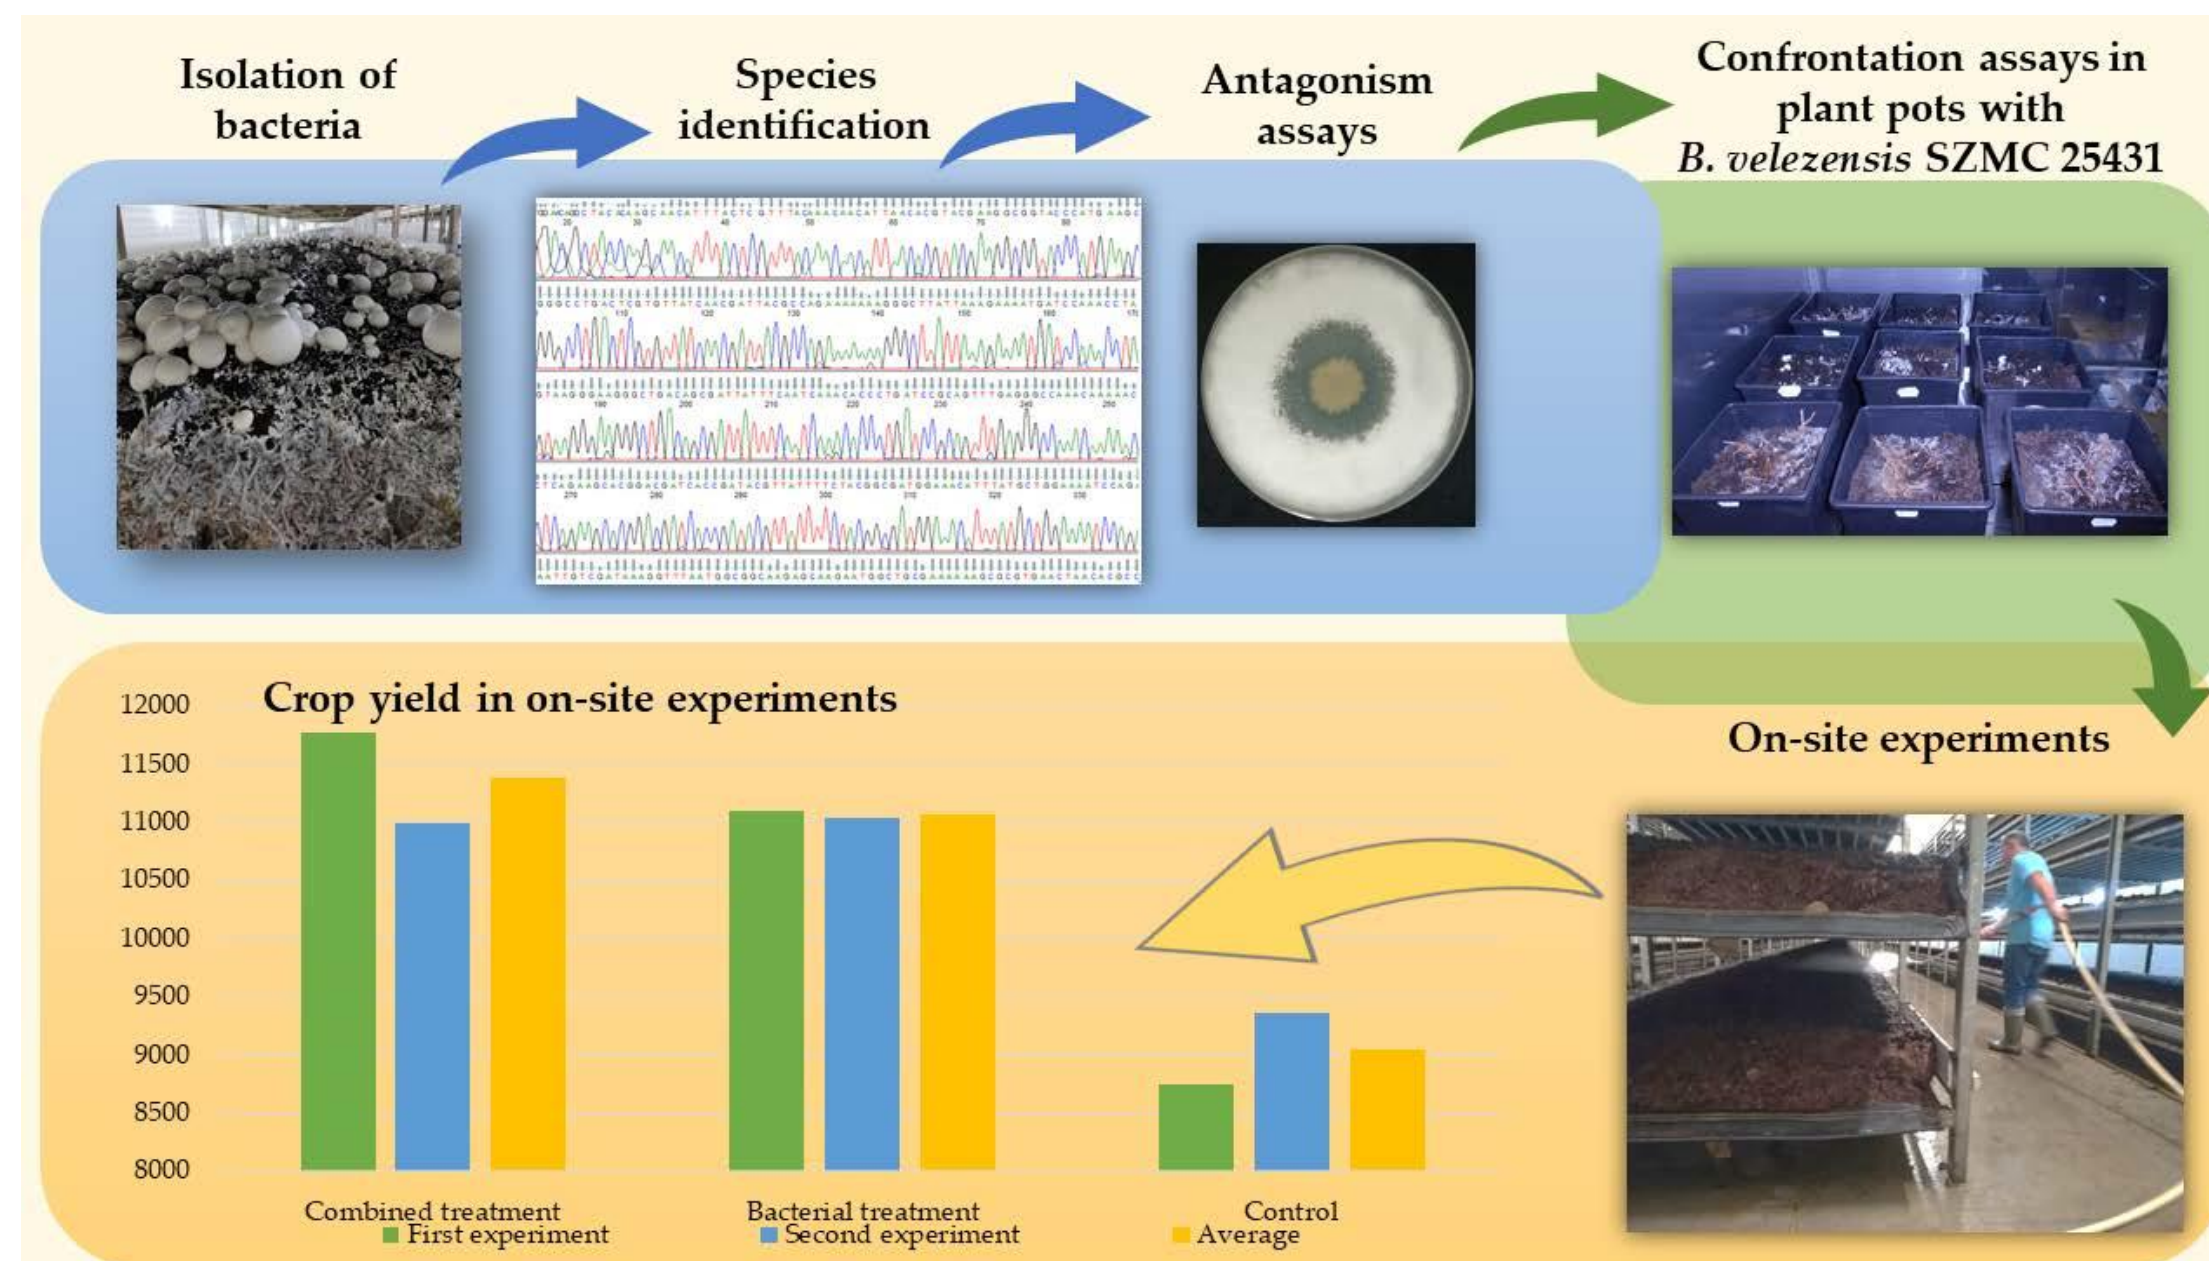 Isolation of
bacteria
Species
identification
Antagonism
assays
Confrontation assays in
plant pots with
B. velezensis SZMC 25431
Crop yield in on-site experiments
12000
11500
11000
10500
10000
9500
9000
8500
8000
Combined treatment
Bacterial treatment
Control
First experiment
Second experiment
Average
On-site experiments